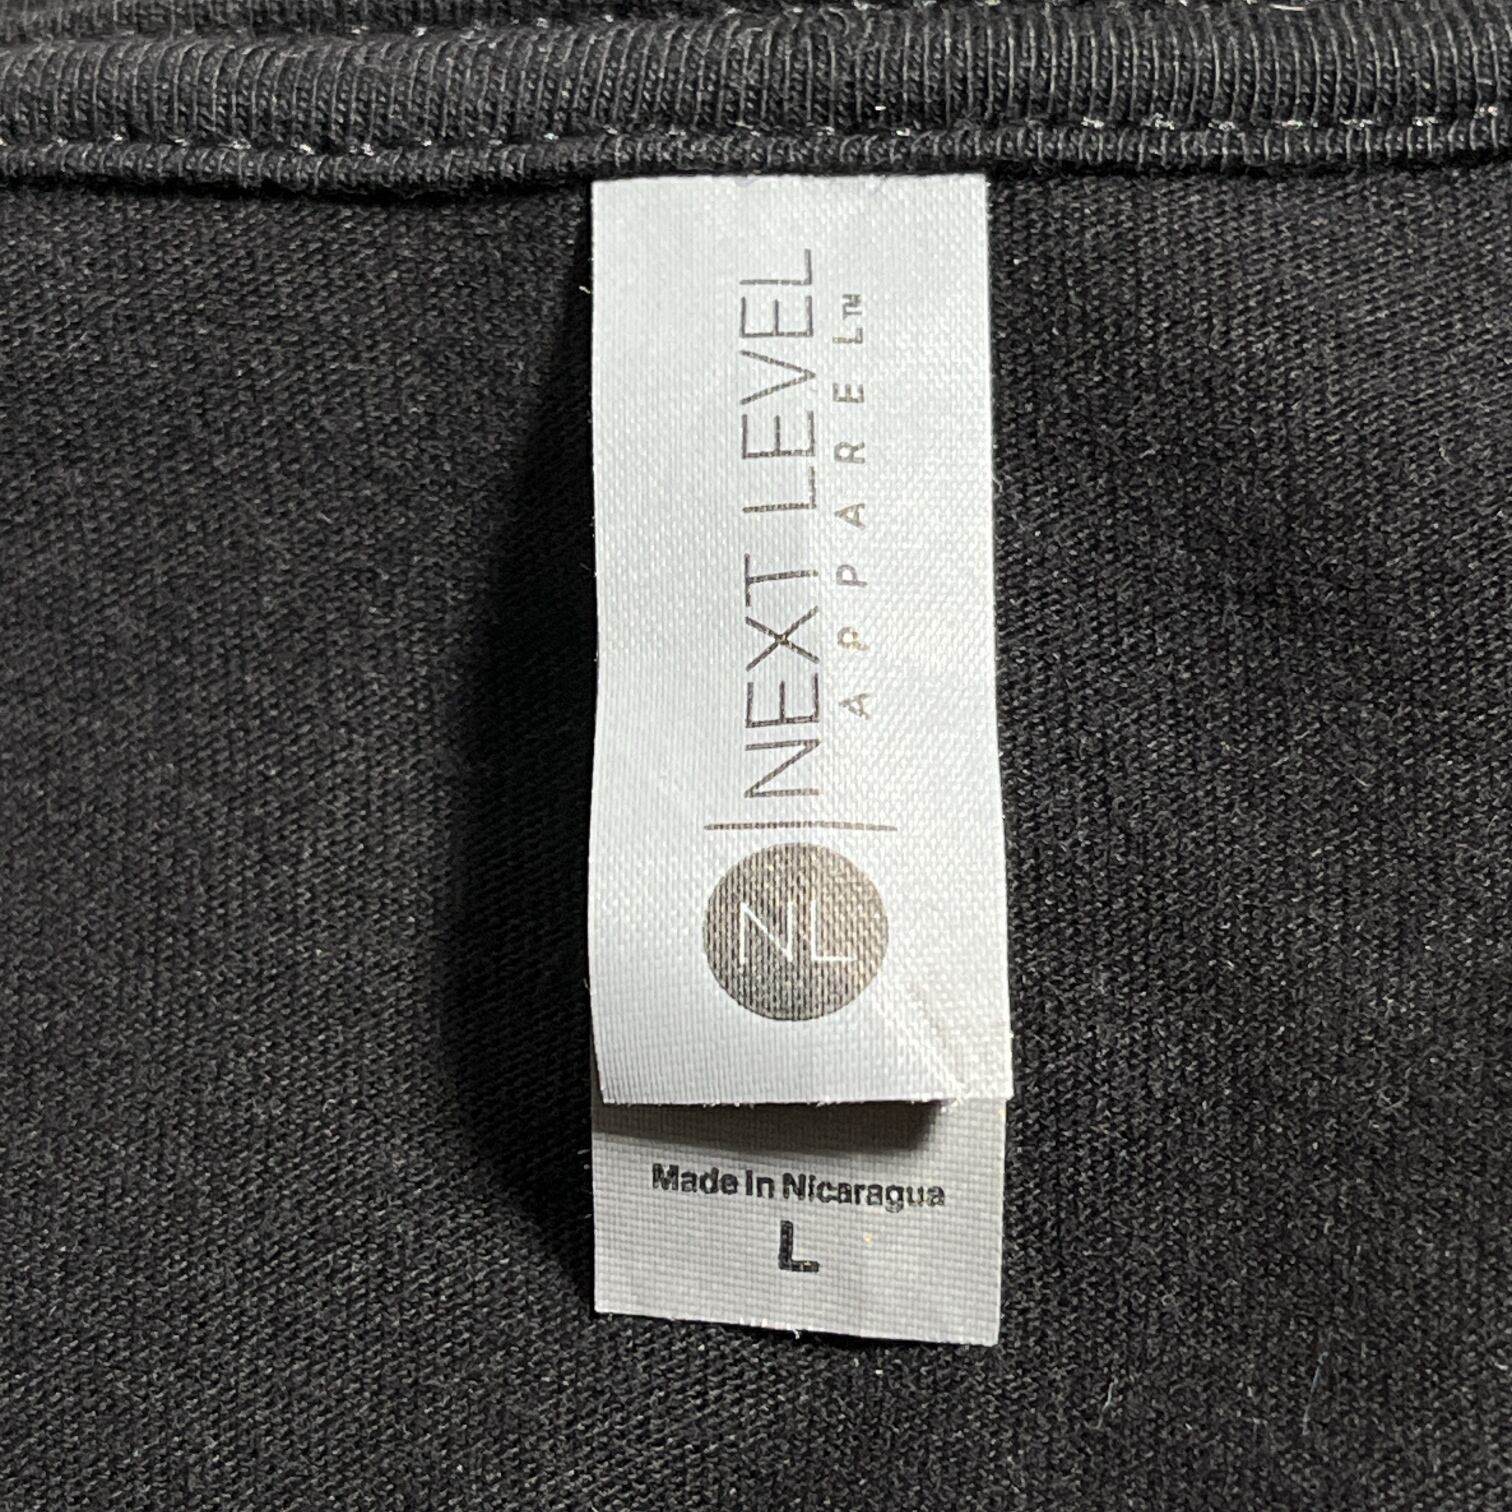 NL | NEXT LEVEL
APPAREL™
Made In Nicaragua
L